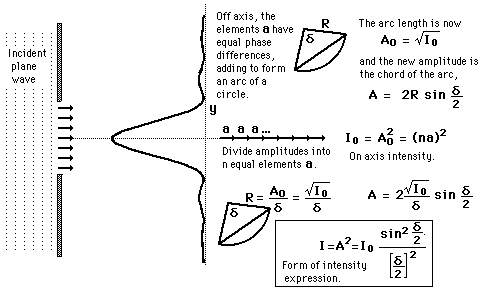 Incident
plane
wave
Off axis, the
elements a have
equal phase
differences,
adding to form
an arc of a
circle.
y
R
δ
The arc length is now
A₀ = √I₀
and the new amplitude is
the chord of the arc,
A = 2R sin δ/2
a a a...
Divide amplitudes into
n equal elements a.
I₀ = A₀² = (na)²
On axis intensity.
δ
R = A₀/δ = √I₀/δ
A = 2 √I₀/δ sin δ/2
I=A²=I₀ sin² δ/2 / [δ/2]²
Form of intensity
expression.